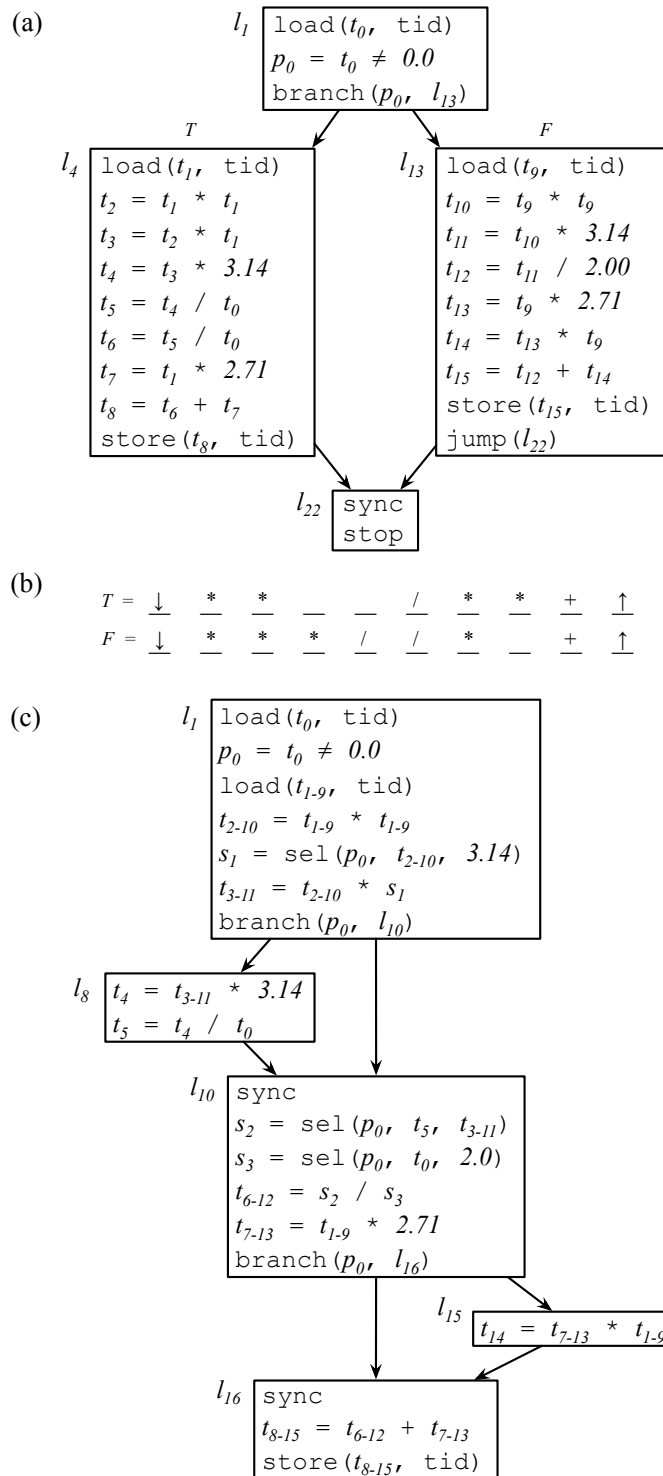 (a)
l1
load(t0, tid)
p0 = t0 ≠ 0.0
branch(p0, l13)
T
F
l4
load(t1, tid)
t2 = t1 * t1
t3 = t2 * t1
t4 = t3 * 3.14
t5 = t4 / t0
t6 = t5 / t0
t7 = t1 * 2.71
t8 = t6 + t7
store(t8, tid)
l13
load(t9, tid)
t10 = t9 * t9
t11 = t10 * 3.14
t12 = t11 / 2.00
t13 = t9 * 2.71
t14 = t13 * t9
t15 = t12 + t14
store(t15, tid)
jump(l22)
l22
sync
stop
(b)
T = ↓ * * _ _ / * * + ↑
F = ↓ * * * / / * _ + ↑
(c)
l1
load(t0, tid)
p0 = t0 ≠ 0.0
load(t1-9, tid)
t2-10 = t1-9 * t1-9
s1 = sel(p0, t2-10, 3.14)
t3-11 = t2-10 * s1
branch(p0, l10)
l8
t4 = t3-11 * 3.14
t5 = t4 / t0
l10
sync
s2 = sel(p0, t5, t3-11)
s3 = sel(p0, t0, 2.0)
t6-12 = s2 / s3
t7-13 = t1-9 * 2.71
branch(p0, l16)
l15
t14 = t7-13 * t1-9
l16
sync
t8-15 = t6-12 + t7-13
store(t8-15, tid)